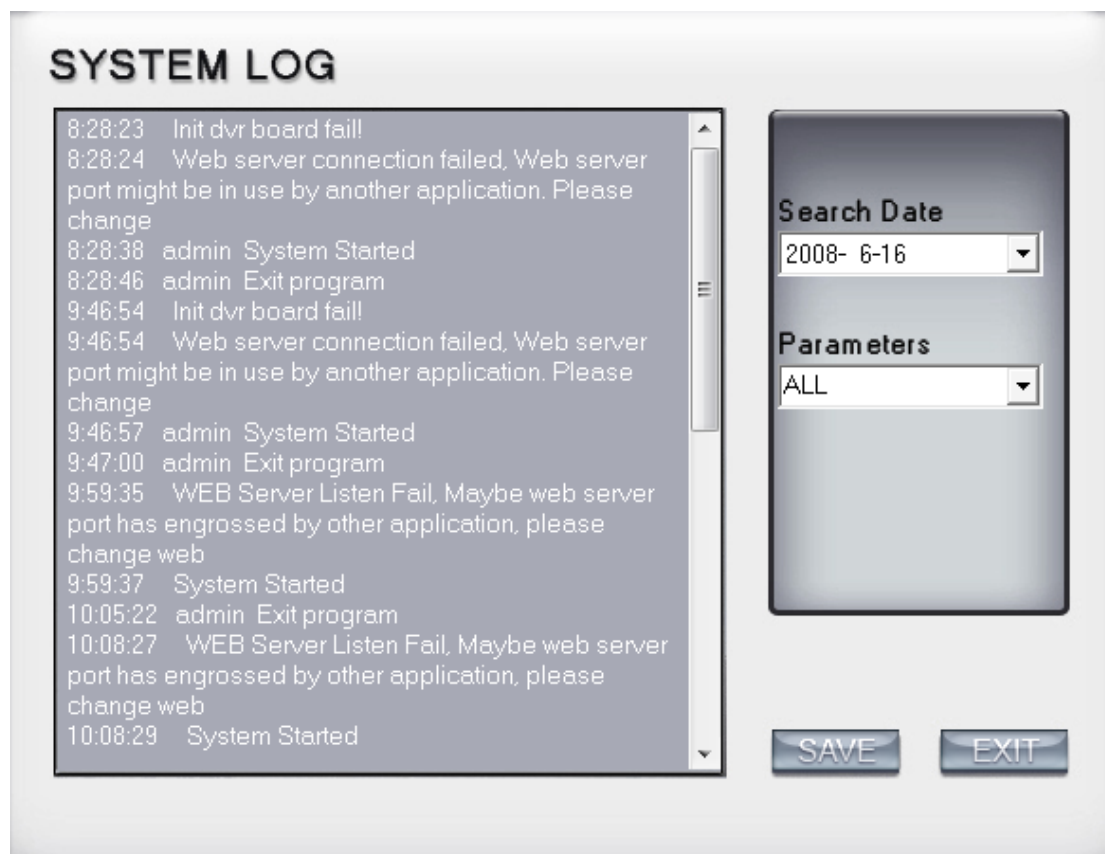 SYSTEM LOG
8:28:23 Init dvr board fail!
8:28:24 Web server connection failed, Web server
port might be in use by another application. Please
change
8:28:38 admin System Started
8:28:46 admin Exit program
9:46:54 Init dvr board fail!
9:46:54 Web server connection failed, Web server
port might be in use by another application. Please
change
9:46:57 admin System Started
9:47:00 admin Exit program
9:59:35 WEB Server Listen Fail, Maybe web server
port has engrossed by other application, please
change web
9:59:37 System Started
10:05:22 admin Exit program
10:08:27 WEB Server Listen Fail, Maybe web server
port has engrossed by other application, please
change web
10:08:29 System Started
Search Date
2008- 6-16
Parameters
ALL
SAVE EXIT